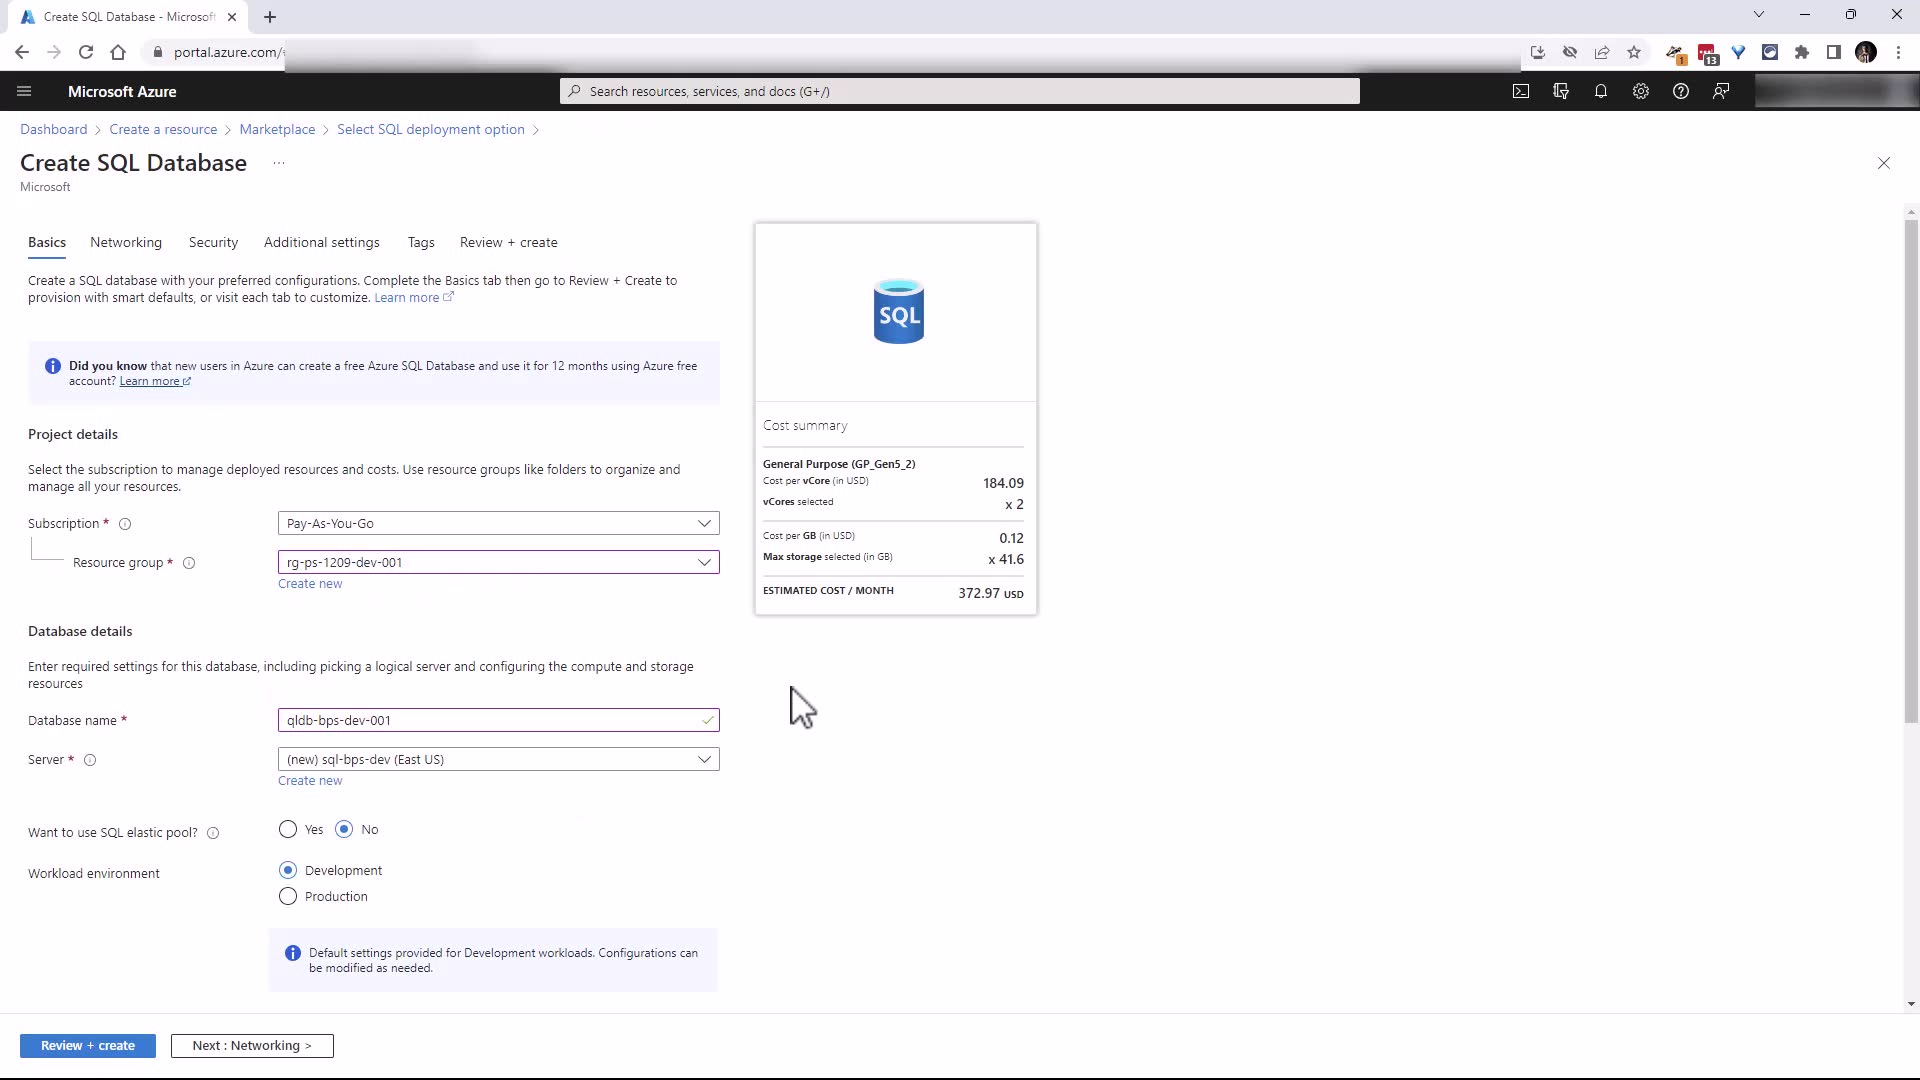 Create SQL Database - Microsoft
portal.azure.com/#
1
13
Microsoft Azure
Search resources, services, and docs (G+/)
Dashboard > Create a resource > Marketplace > Select SQL deployment option >
Create SQL Database ...
Microsoft
Basics Networking Security Additional settings Tags Review + create
Create a SQL database with your preferred configurations. Complete the Basics tab then go to Review + Create to
provision with smart defaults, or visit each tab to customize. Learn more
Did you know that new users in Azure can create a free Azure SQL Database and use it for 12 months using Azure free
account? Learn more
Project details
Select the subscription to manage deployed resources and costs. Use resource groups like folders to organize and
manage all your resources.
Subscription *
Pay-As-You-Go
Resource group *
rg-ps-1209-dev-001
Create new
Database details
Enter required settings for this database, including picking a logical server and configuring the compute and storage
resources
Database name *
qldb-bps-dev-001
Server *
(new) sql-bps-dev (East US)
Create new
Want to use SQL elastic pool?
Yes No
Workload environment
Development
Production
Default settings provided for Development workloads. Configurations can
be modified as needed.
SQL
Cost summary
General Purpose (GP_Gen5_2)
Cost per vCore (in USD) 184.09
vCores selected x 2
Cost per GB (in USD) 0.12
Max storage selected (in GB) x 41.6
ESTIMATED COST / MONTH 372.97 USD
Review + create
Next : Networking >